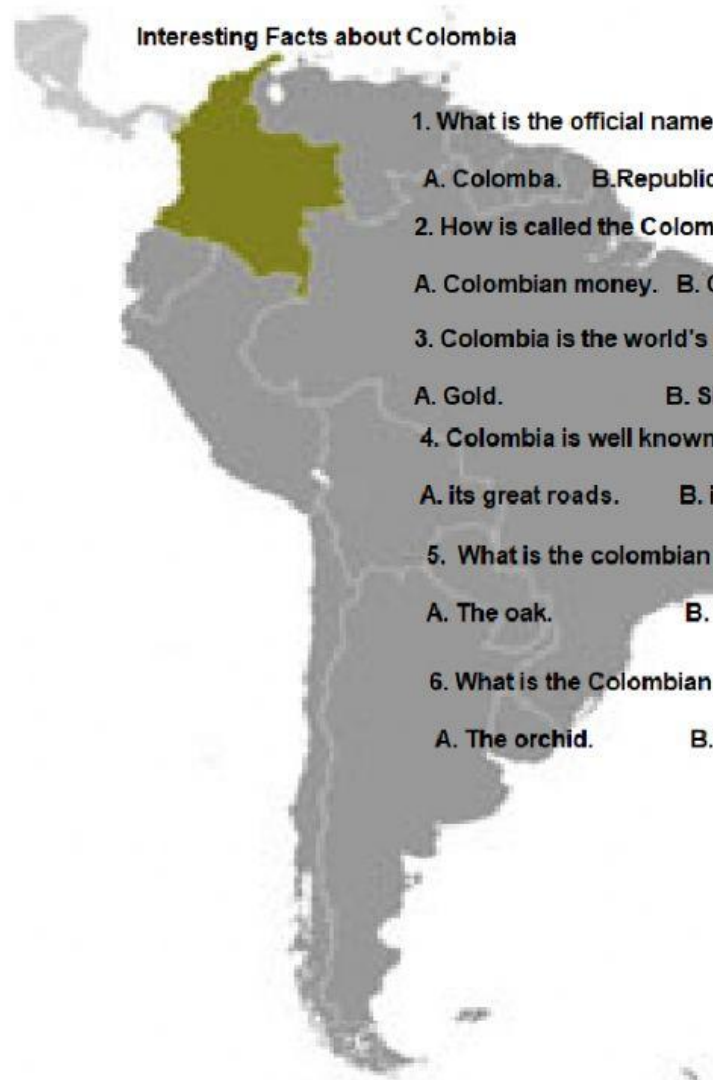 Interesting Facts about Colombia
1. What is the official name
A. Colomba. B.Republic
2. How is called the Colom
A. Colombian money. B.
3. Colombia is the world's
A. Gold. B. S
4. Colombia is well known
A. its great roads. B. i
5. What is the colombian
A. The oak. B.
6. What is the Colombian
A. The orchid. B.